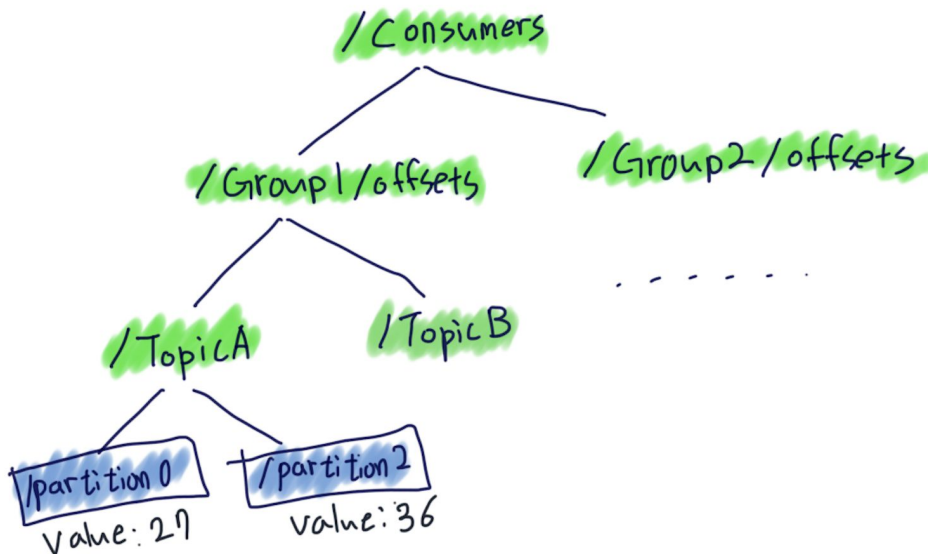 /Consumers
/Group1/offsets
/Group2/offsets
/TopicA
/TopicB
/partition0
/partition2
value:27
value:36